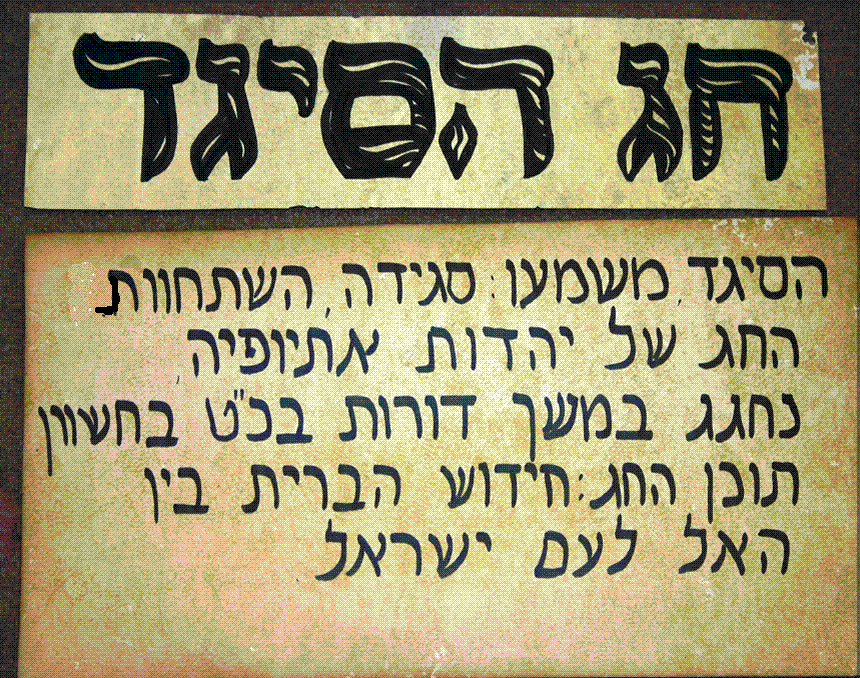 חג הסיגד
הסיגד, משמעו: סגידה, השתחוות
החג של יהדות אתיופיה
נחגג במשך דורות בכ"ט בחשוון
תוכן החג: חידוש הברית בין
האל לעם ישראל